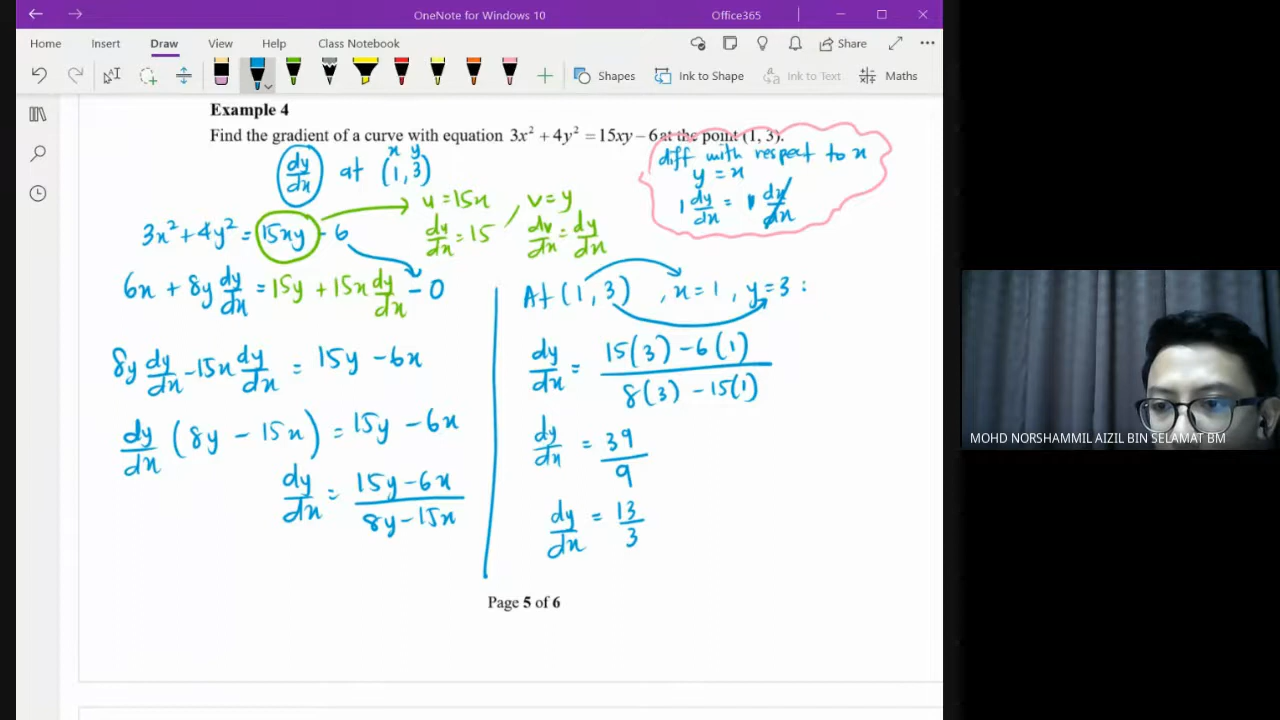 OneNote for Windows 10
Office365
Home Insert Draw View Help Class Notebook Share
Shapes Ink to Shape Ink to Text Maths
Example 4
Find the gradient of a curve with equation 3x² + 4y² = 15xy − 6 at the point (1, 3).
dy/dx at (1, 3)
x y
diff with respect to x
y = x
1 dy/dx = 1 dx/dx
3x² + 4y² = 15xy − 6
u = 15x v = y
du/dx = 15 dv/dx = dy/dx
6x + 8y dy/dx = 15y + 15x dy/dx − 0
8y dy/dx − 15x dy/dx = 15y − 6x
dy/dx (8y − 15x) = 15y − 6x
dy/dx = 15y − 6x / 8y − 15x
At (1, 3) , x = 1 , y = 3 :
dy/dx = 15(3) − 6(1) / 8(3) − 15(1)
dy/dx = 39/9
dy/dx = 13/3
Page 5 of 6
MOHD NORSHAMMIL AIZIL BIN SELAMAT BM